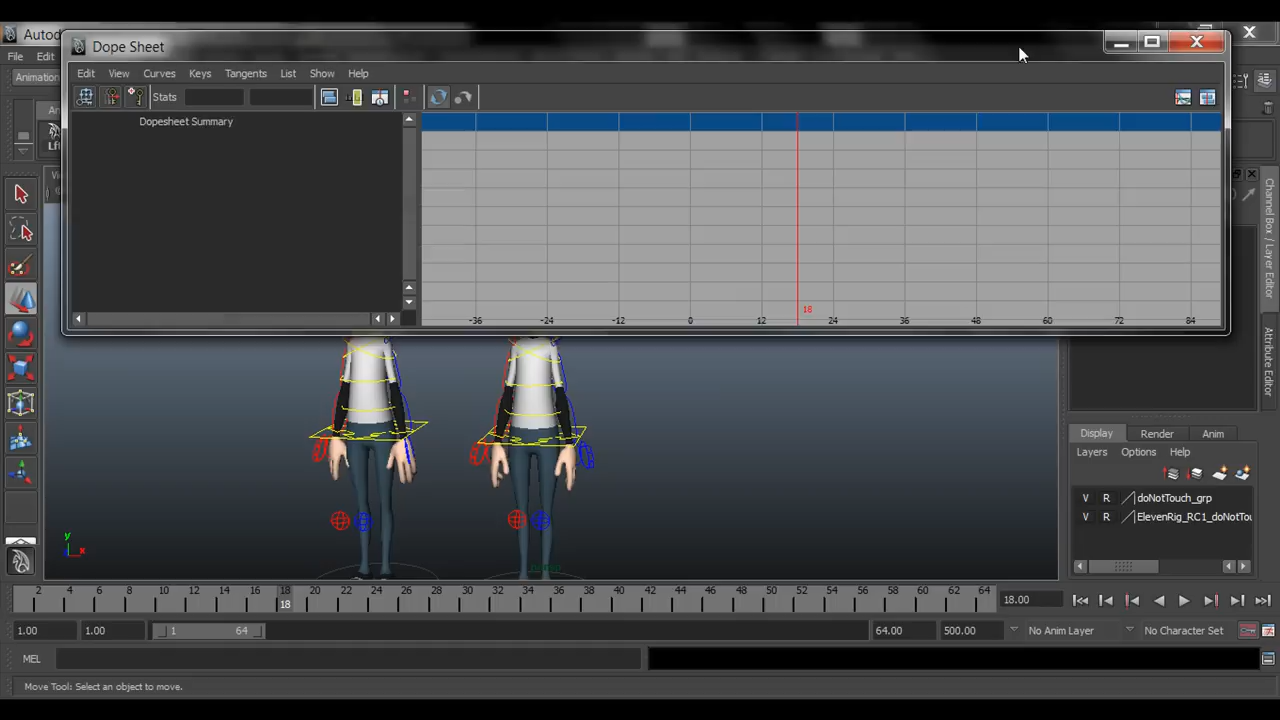 Autod
Dope Sheet
File Edit
Edit View Curves Keys Tangents List Show Help
Animation
Stats
Dopesheet Summary
18
-36 -24 -12 0 12 24 36 48 60 72 84
Channel Box / Layer Editor
Attribute Editor
Display Render Anim
Layers Options Help
V R doNotTouch_grp
V R ElevenRig_RC1_doNotTou
y
x
2 4 6 8 10 12 14 16 18 20 22 24 26 28 30 32 34 36 38 40 42 44 46 48 50 52 54 56 58 60 62 64
18
18.00
1.00 1.00 1 64 64.00 500.00 No Anim Layer No Character Set
MEL
Move Tool: Select an object to move.